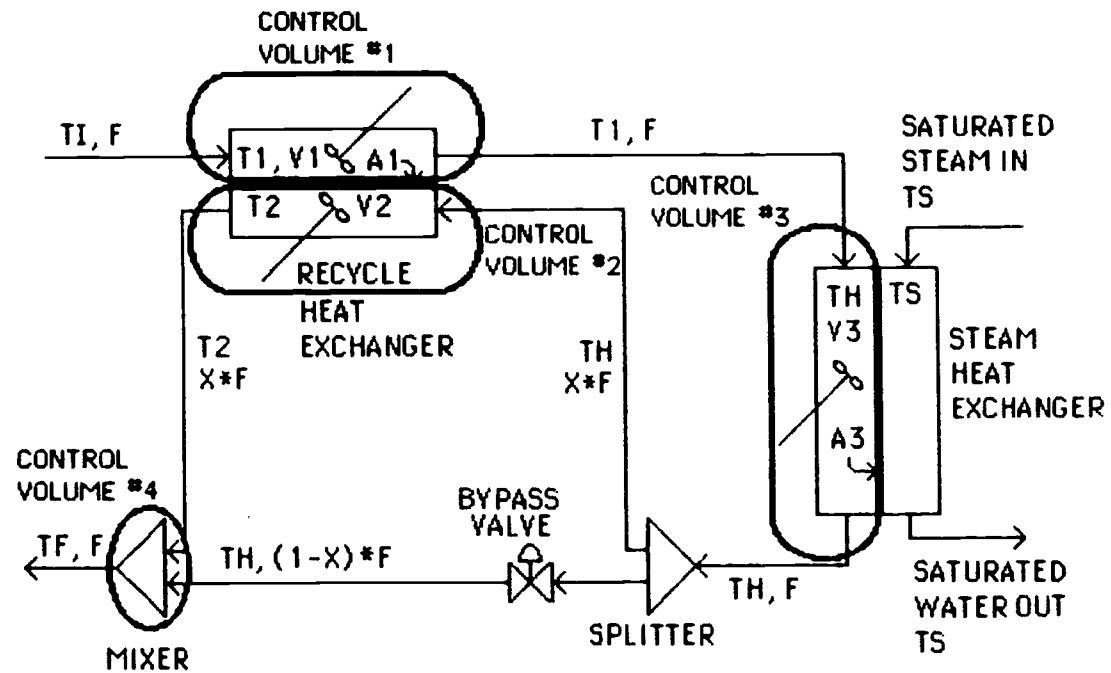 CONTROL
VOLUME #1
TI, F
T1, V1
A1
T1, F
SATURATED
STEAM IN
TS
T2
V2
CONTROL
VOLUME #3
CONTROL
VOLUME #2
RECYCLE
HEAT
EXCHANGER
TH
V3
TS
STEAM
HEAT
EXCHANGER
T2
X*F
TH
X*F
A3
CONTROL
VOLUME #4
BYPASS
VALVE
TF, F
TH, (1-X)*F
TH, F
SATURATED
WATER OUT
TS
SPLITTER
MIXER